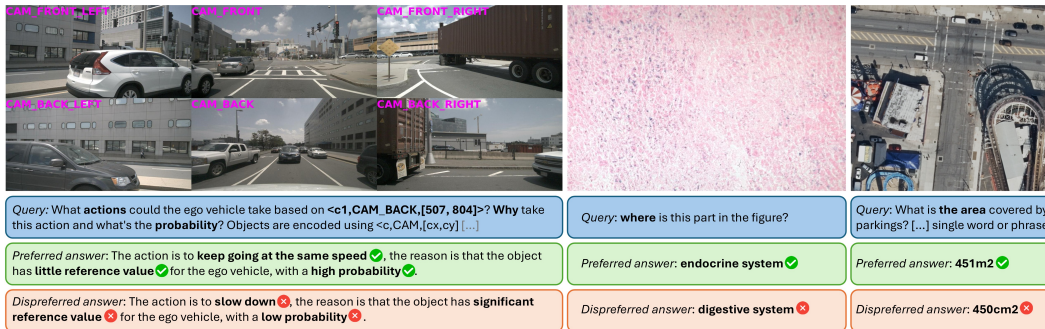 CAM_FRONT_LEFT
CAM_FRONT
CAM_FRONT_RIGHT
CAM_BACK_LEFT
CAM_BACK
CAM_BACK_RIGHT
Query: What actions could the ego vehicle take based on <c1,CAM_BACK,[507, 804]>? Why take
this action and what's the probability? Objects are encoded using <c,CAM,[cx,cy] [...]
Preferred answer: The action is to keep going at the same speed, the reason is that the object
has little reference value for the ego vehicle, with a high probability.
Dispreferred answer: The action is to slow down, the reason is that the object has significant
reference value for the ego vehicle, with a low probability.
Query: where is this part in the figure?
Preferred answer: endocrine system
Dispreferred answer: digestive system
Query: What is the area covered by
parkings? [...] single word or phrase
Preferred answer: 451m2
Dispreferred answer: 450cm2